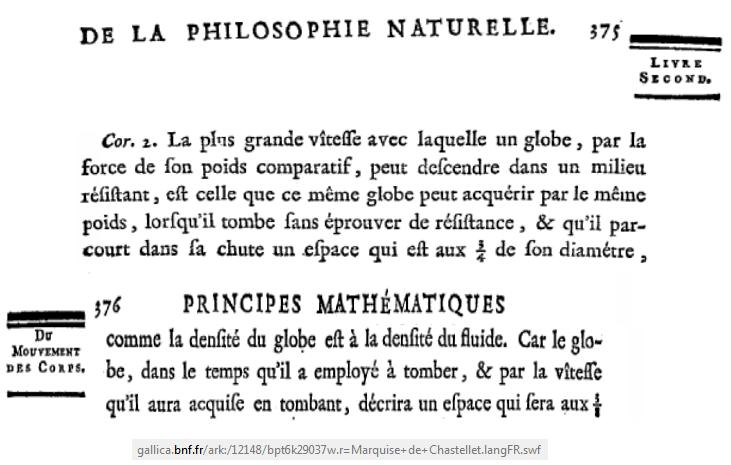 DE LA PHILOSOPHIE NATURELLE. 375
LIVRE
SECOND.
Cor. 2. La plus grande vîteſſe avec laquelle un globe, par la
force de ſon poids comparatif, peut deſcendre dans un milieu
réſiſtant, eſt celle que ce même globe peut acquérir par le même
poids, lorſqu'il tombe ſans éprouver de réſiſtance, & qu'il par-
court dans ſa chute un eſpace qui eſt aux ¾ de ſon diamétre,
376 PRINCIPES MATHÉMATIQUES
DU
MOUVEMENT
DES CORPS.
comme la denſité du globe eſt à la denſité du fluide. Car le glo-
be, dans le temps qu'il a employé à tomber, & par la vîteſſe
qu'il aura acquiſe en tombant, décrira un eſpace qui ſera aux
gallica.bnf.fr/ark:/12148/bpt6k29037w.r=Marquise+de+Chastellet.langFR.swf